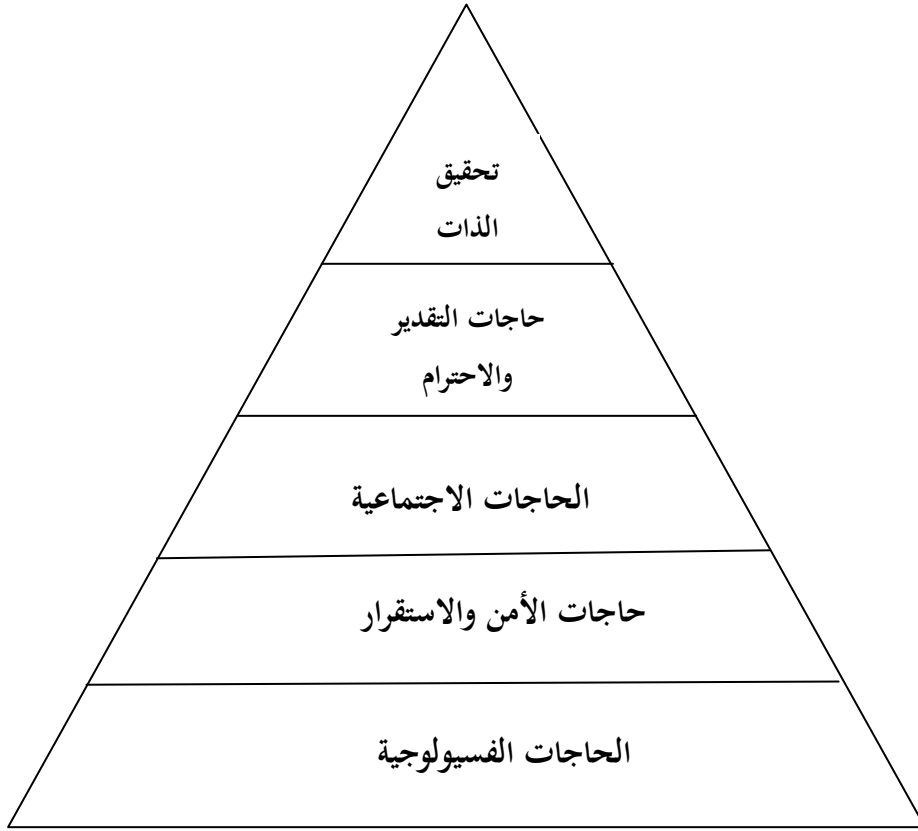 تحقيق
الذات
حاجات التقدير
والاحترام
الحاجات الاجتماعية
حاجات الأمن والاستقرار
الحاجات الفسيولوجية